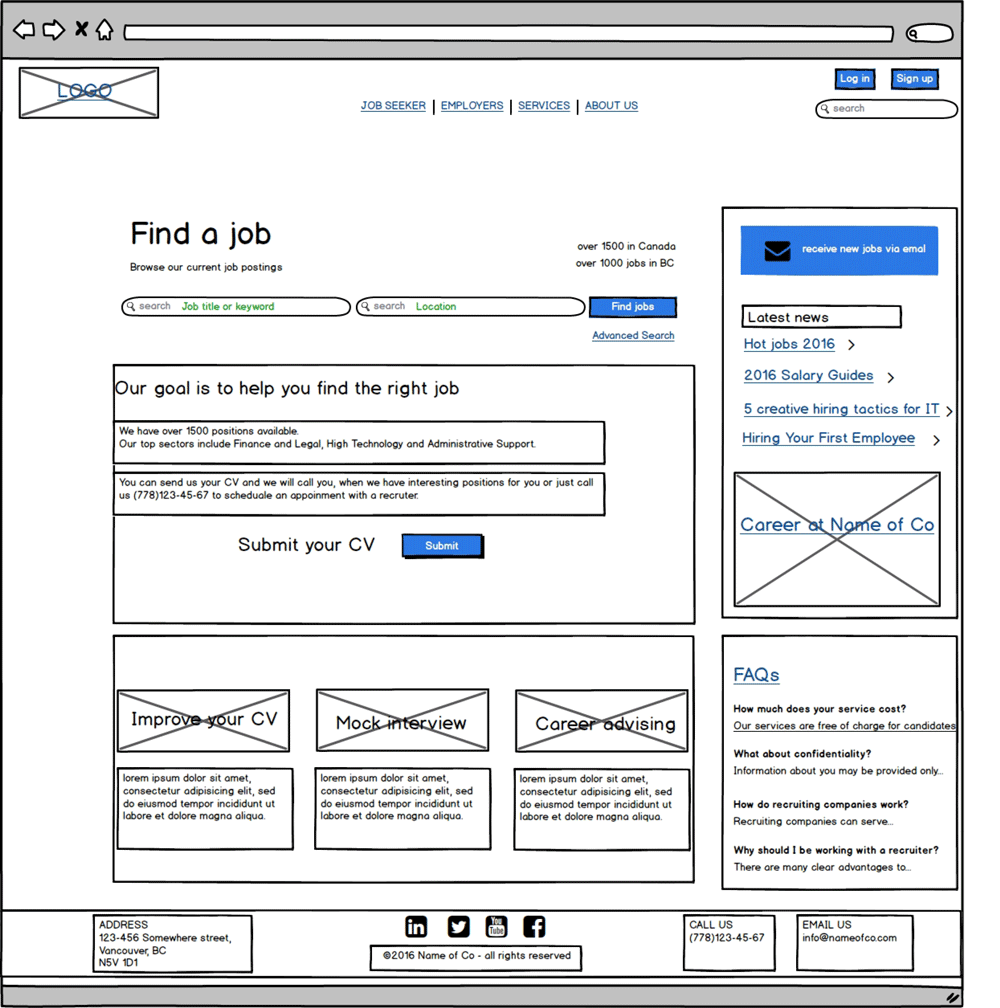 LOGO
Log in
Sign up
JOB SEEKER | EMPLOYERS | SERVICES | ABOUT US
search
Find a job
Browse our current job postings
over 1500 in Canada
over 1000 jobs in BC
search Job title or keyword
search Location
Find jobs
Advanced Search
receive new jobs via emal
Latest news
Hot jobs 2016 >
2016 Salary Guides >
5 creative hiring tactics for IT >
Hiring Your First Employee >
Career at Name of Co
Our goal is to help you find the right job
We have over 1500 positions available.
Our top sectors include Finance and Legal, High Technology and Administrative Support.
You can send us your CV and we will call you, when we have interesting positions for you or just call
us (778)123-45-67 to scheduale an appoinment with a recruter.
Submit your CV
Submit
Improve your CV
lorem ipsum dolor sit amet,
consectetur adipisicing elit, sed
do eiusmod tempor incididunt ut
labore et dolore magna aliqua.
Mock interview
lorem ipsum dolor sit amet,
consectetur adipisicing elit, sed
do eiusmod tempor incididunt ut
labore et dolore magna aliqua.
Career advising
lorem ipsum dolor sit amet,
consectetur adipisicing elit, sed
do eiusmod tempor incididunt ut
labore et dolore magna aliqua.
FAQs
How much does your service cost?
Our services are free of charge for candidates
What about confidentiality?
Information about you may be provided only...
How do recruiting companies work?
Recruiting companies can serve...
Why should I be working with a recruiter?
There are many clear advantages to...
ADDRESS
123-456 Somewhere street,
Vancouver, BC
N5V 1D1
in
You
Tube
f
©2016 Name of Co - all rights reserved
CALL US
(778)123-45-67
EMAIL US
info@nameofco.com